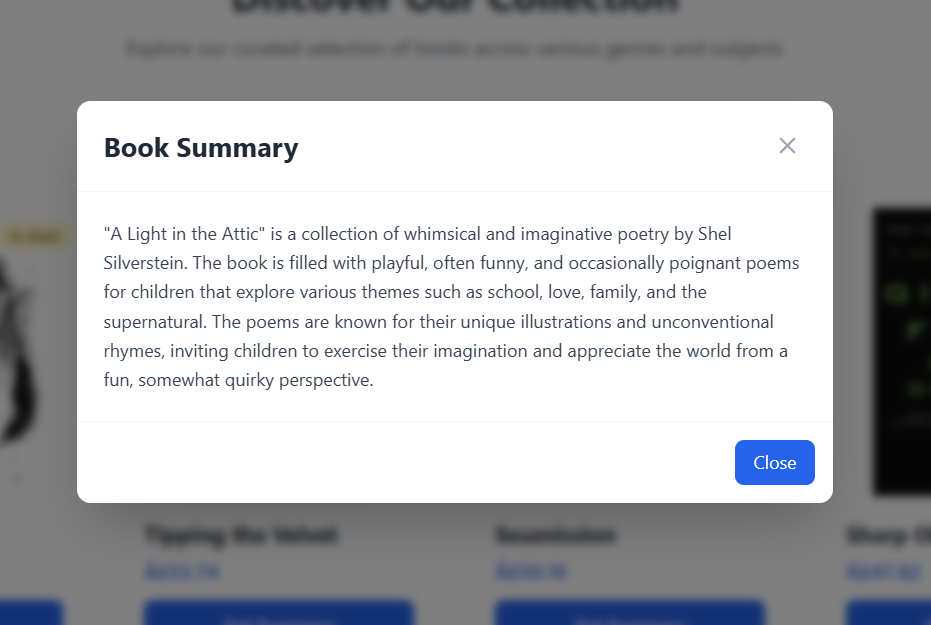 Discover Our Collection
Explore our curated selection of books across various genres and subjects
Book Summary
"A Light in the Attic" is a collection of whimsical and imaginative poetry by Shel
Silverstein. The book is filled with playful, often funny, and occasionally poignant poems
for children that explore various themes such as school, love, family, and the
supernatural. The poems are known for their unique illustrations and unconventional
rhymes, inviting children to exercise their imagination and appreciate the world from a
fun, somewhat quirky perspective.
Close
Tipping the Velvet
Soumission
Sharp